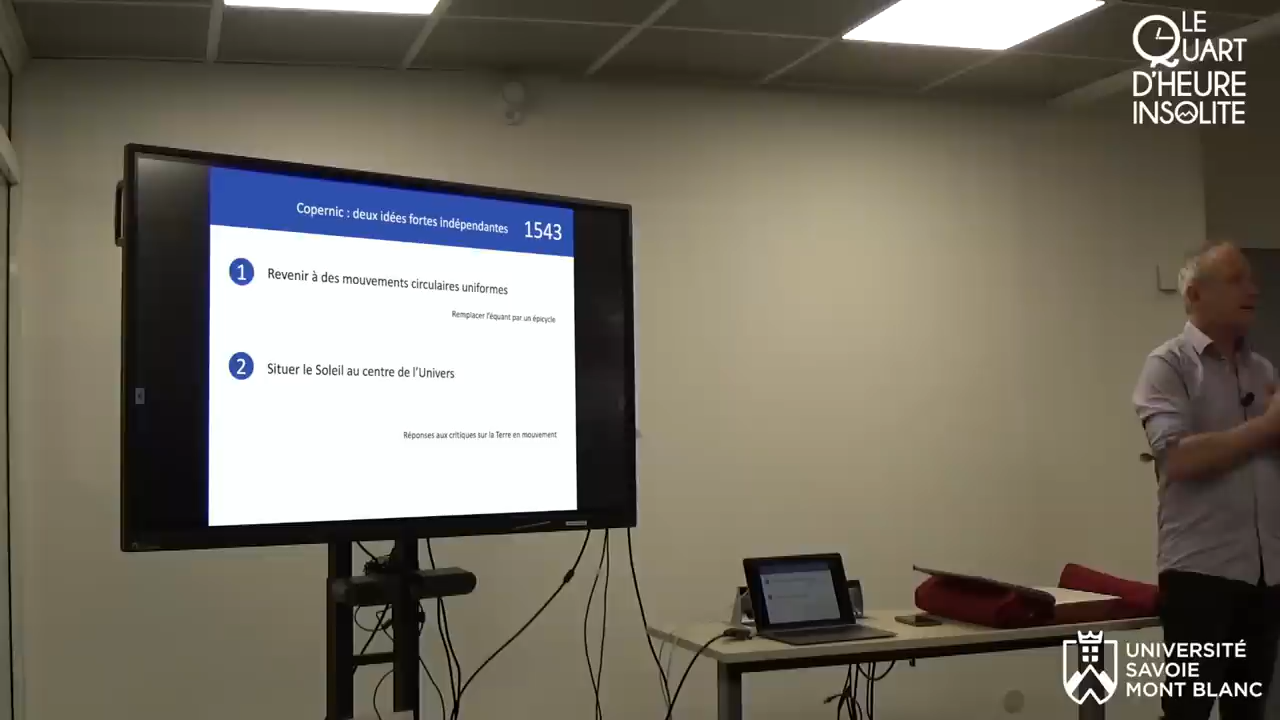 LE
QUART
D'HEURE
INSOLITE
Copernic : deux idées fortes indépendantes 1543
1 Revenir à des mouvements circulaires uniformes
Remplacer l'équant par un épicycle
2 Situer le Soleil au centre de l'Univers
Réponses aux critiques sur la Terre en mouvement
UNIVERSITÉ
SAVOIE
MONT BLANC